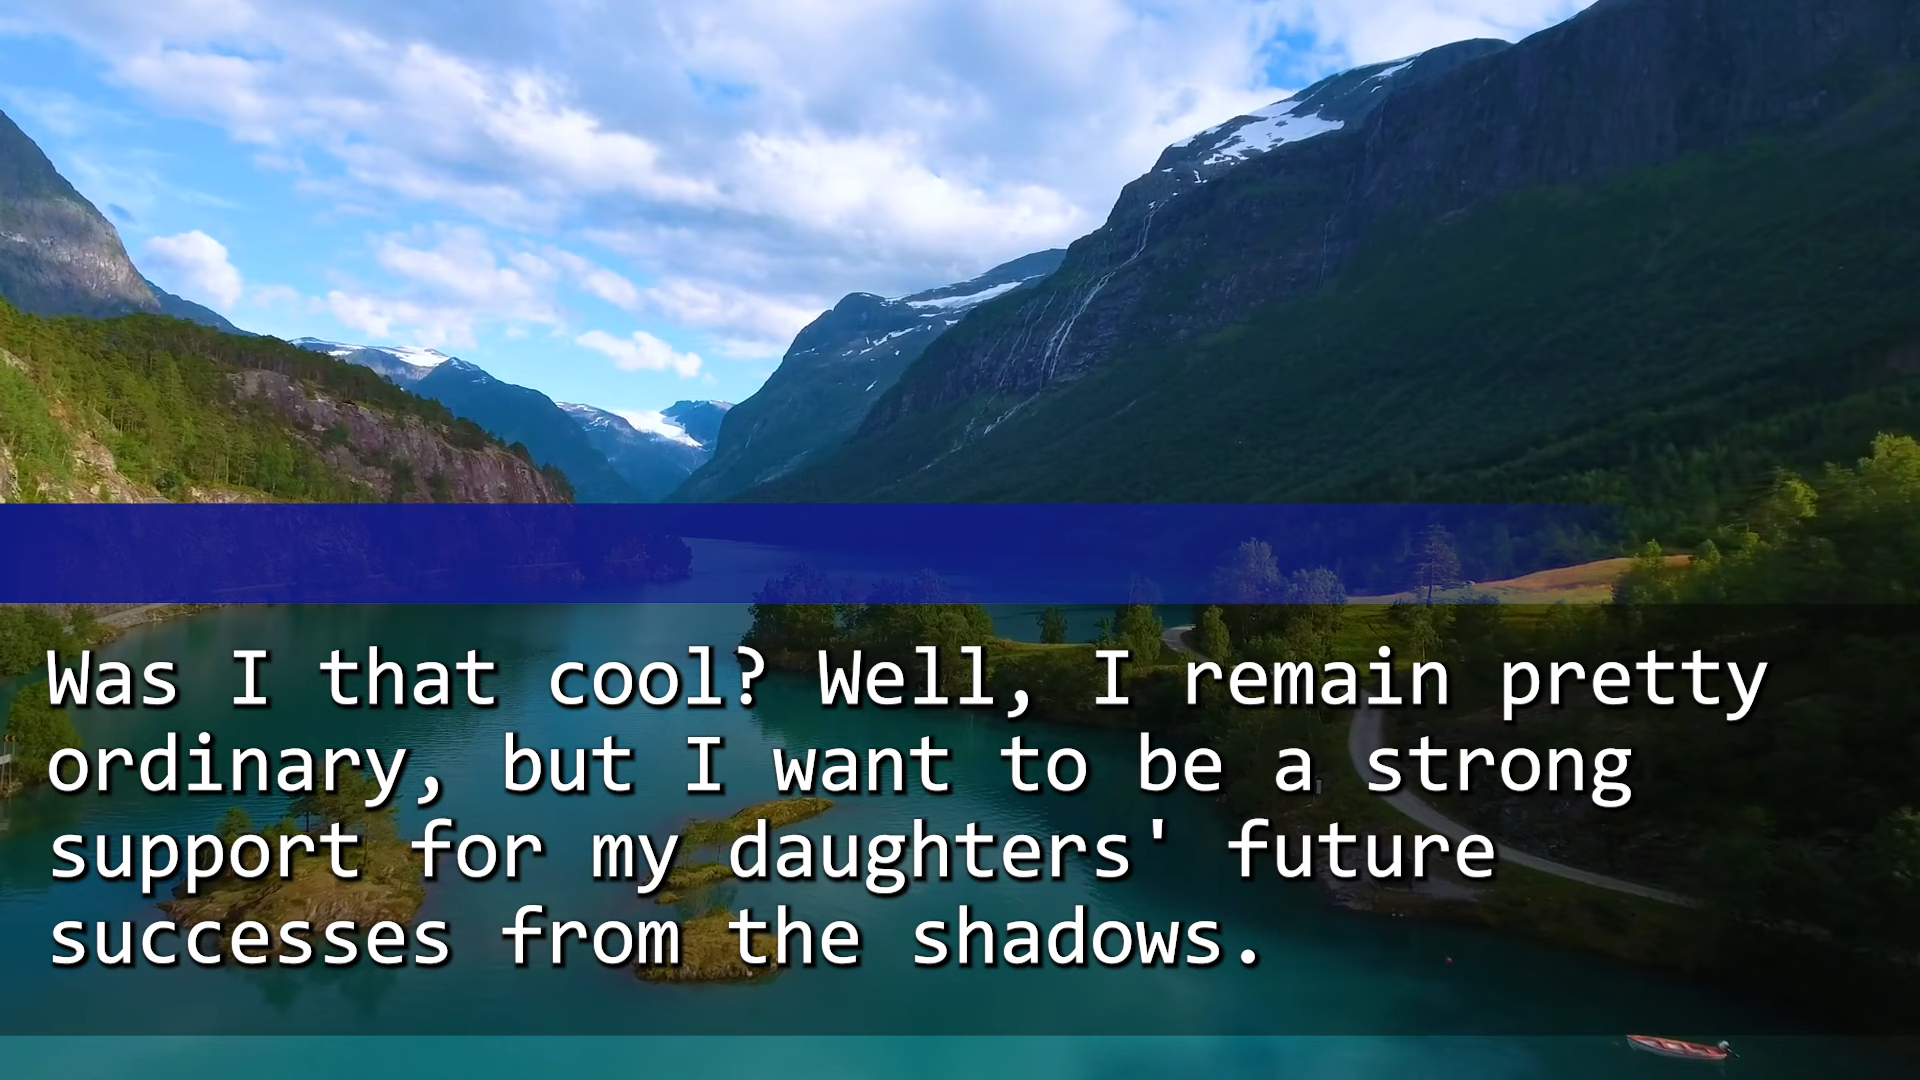 Was I that cool? Well, I remain pretty
ordinary, but I want to be a strong
support for my daughters' future
successes from the shadows.